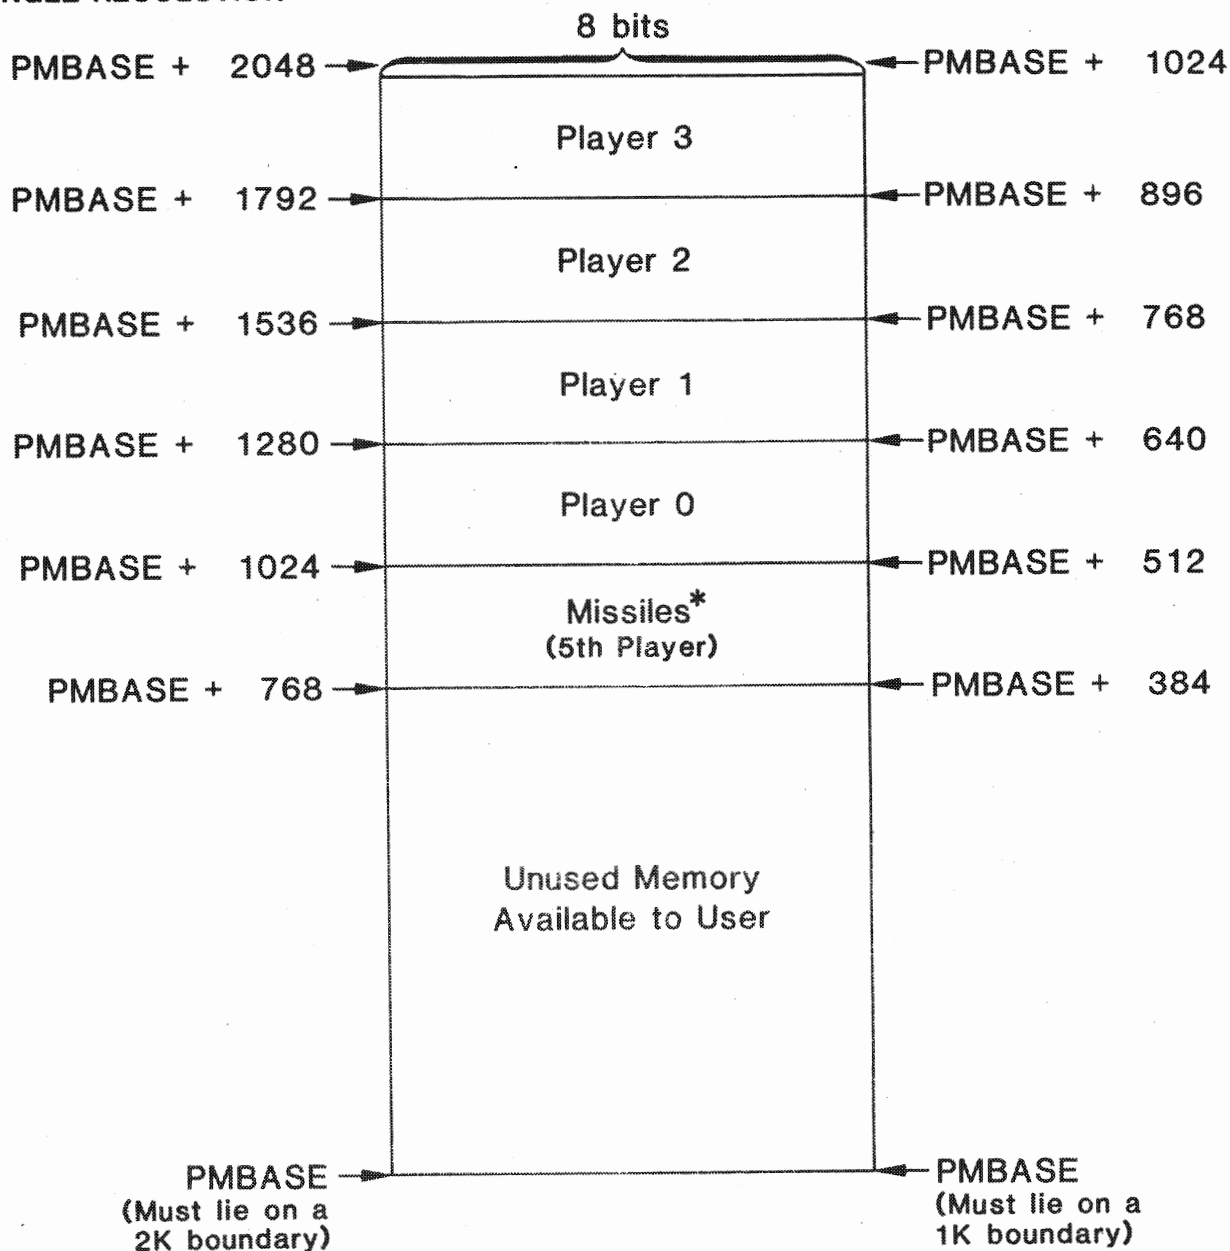 8 bits
PMBASE + 2048 PMBASE + 1024
Player 3
PMBASE + 1792 PMBASE + 896
Player 2
PMBASE + 1536 PMBASE + 768
Player 1
PMBASE + 1280 PMBASE + 640
Player 0
PMBASE + 1024 PMBASE + 512
Missiles*
(5th Player)
PMBASE + 768 PMBASE + 384
Unused Memory
Available to User
PMBASE PMBASE
(Must lie on a (Must lie on a
2K boundary) 1K boundary)